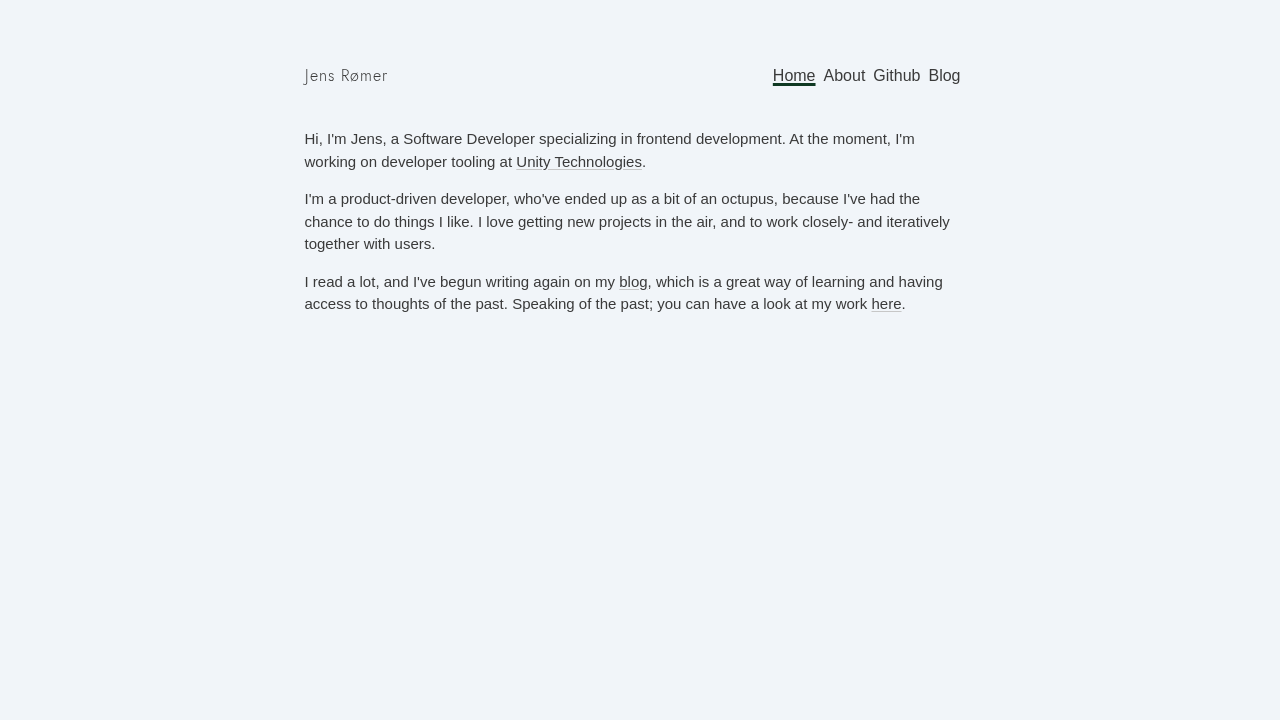 Jens Rømer
Home About Github Blog
Hi, I'm Jens, a Software Developer specializing in frontend development. At the moment, I'm
working on developer tooling at Unity Technologies.
I'm a product-driven developer, who've ended up as a bit of an octupus, because I've had the
chance to do things I like. I love getting new projects in the air, and to work closely- and iteratively
together with users.
I read a lot, and I've begun writing again on my blog, which is a great way of learning and having
access to thoughts of the past. Speaking of the past; you can have a look at my work here.